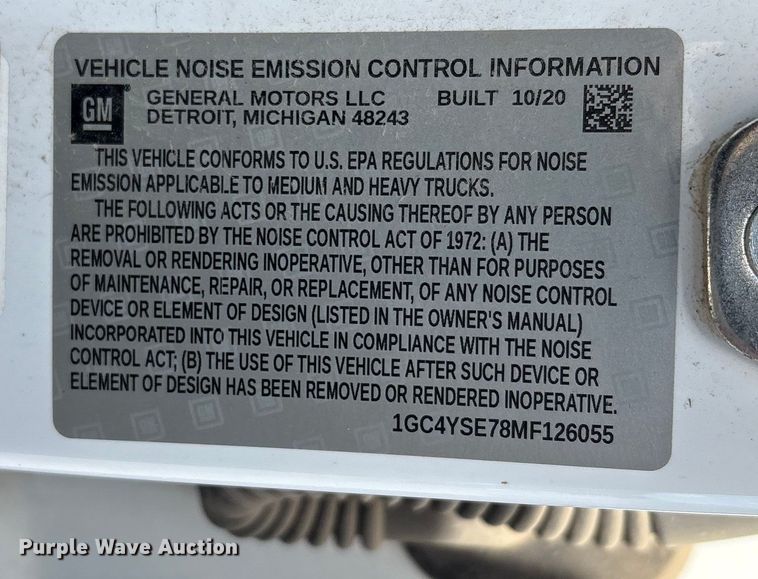 VEHICLE NOISE EMISSION CONTROL INFORMATION
GM GENERAL MOTORS LLC BUILT 10/20
DETROIT, MICHIGAN 48243
THIS VEHICLE CONFORMS TO U.S. EPA REGULATIONS FOR NOISE
EMISSION APPLICABLE TO MEDIUM AND HEAVY TRUCKS.
THE FOLLOWING ACTS OR THE CAUSING THEREOF BY ANY PERSON
ARE PROHIBITED BY THE NOISE CONTROL ACT OF 1972: (A) THE
REMOVAL OR RENDERING INOPERATIVE, OTHER THAN FOR PURPOSES
OF MAINTENANCE, REPAIR, OR REPLACEMENT, OF ANY NOISE CONTROL
DEVICE OR ELEMENT OF DESIGN (LISTED IN THE OWNER'S MANUAL)
INCORPORATED INTO THIS VEHICLE IN COMPLIANCE WITH THE NOISE
CONTROL ACT; (B) THE USE OF THIS VEHICLE AFTER SUCH DEVICE OR
ELEMENT OF DESIGN HAS BEEN REMOVED OR RENDERED INOPERATIVE.
1GC4YSE78MF126055
Purple Wave Auction